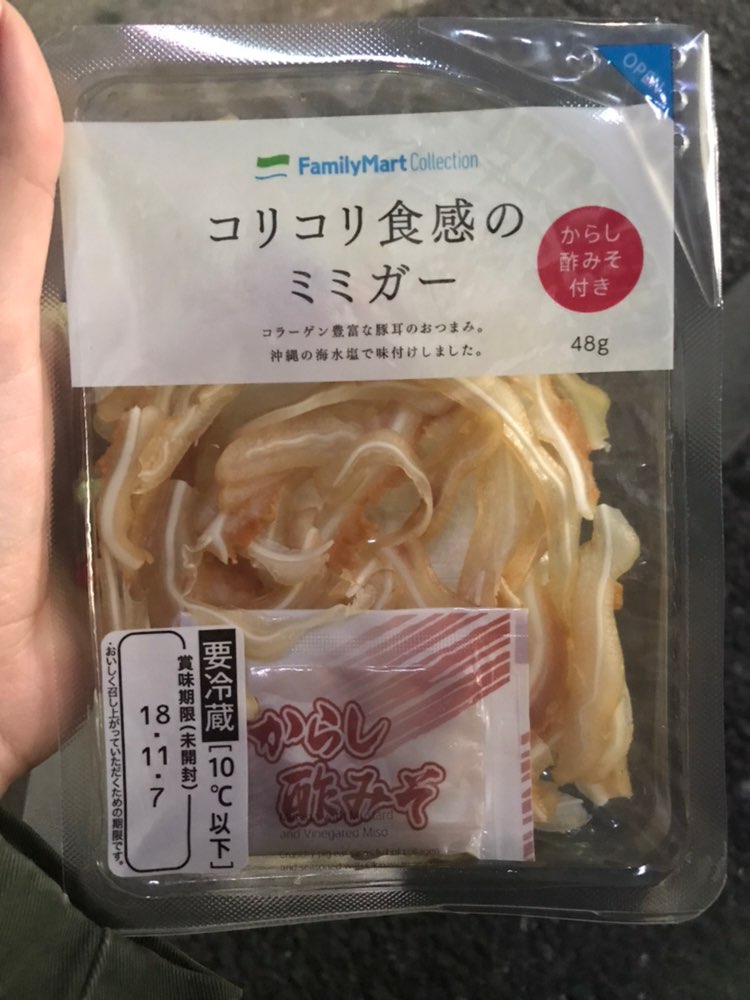 OPEN
FamilyMart Collection
コリコリ食感の
ミミガー
からし
酢みそ
付き
コラーゲン豊富な豚耳のおつまみ。
沖縄の海水塩で味付けしました。
48g
要冷蔵[10℃以下]
賞味期限(未開封)
18・11・7
・おいしく召し上がっていただくための期限です。
からし
酢みそ
and Vinegared Miso